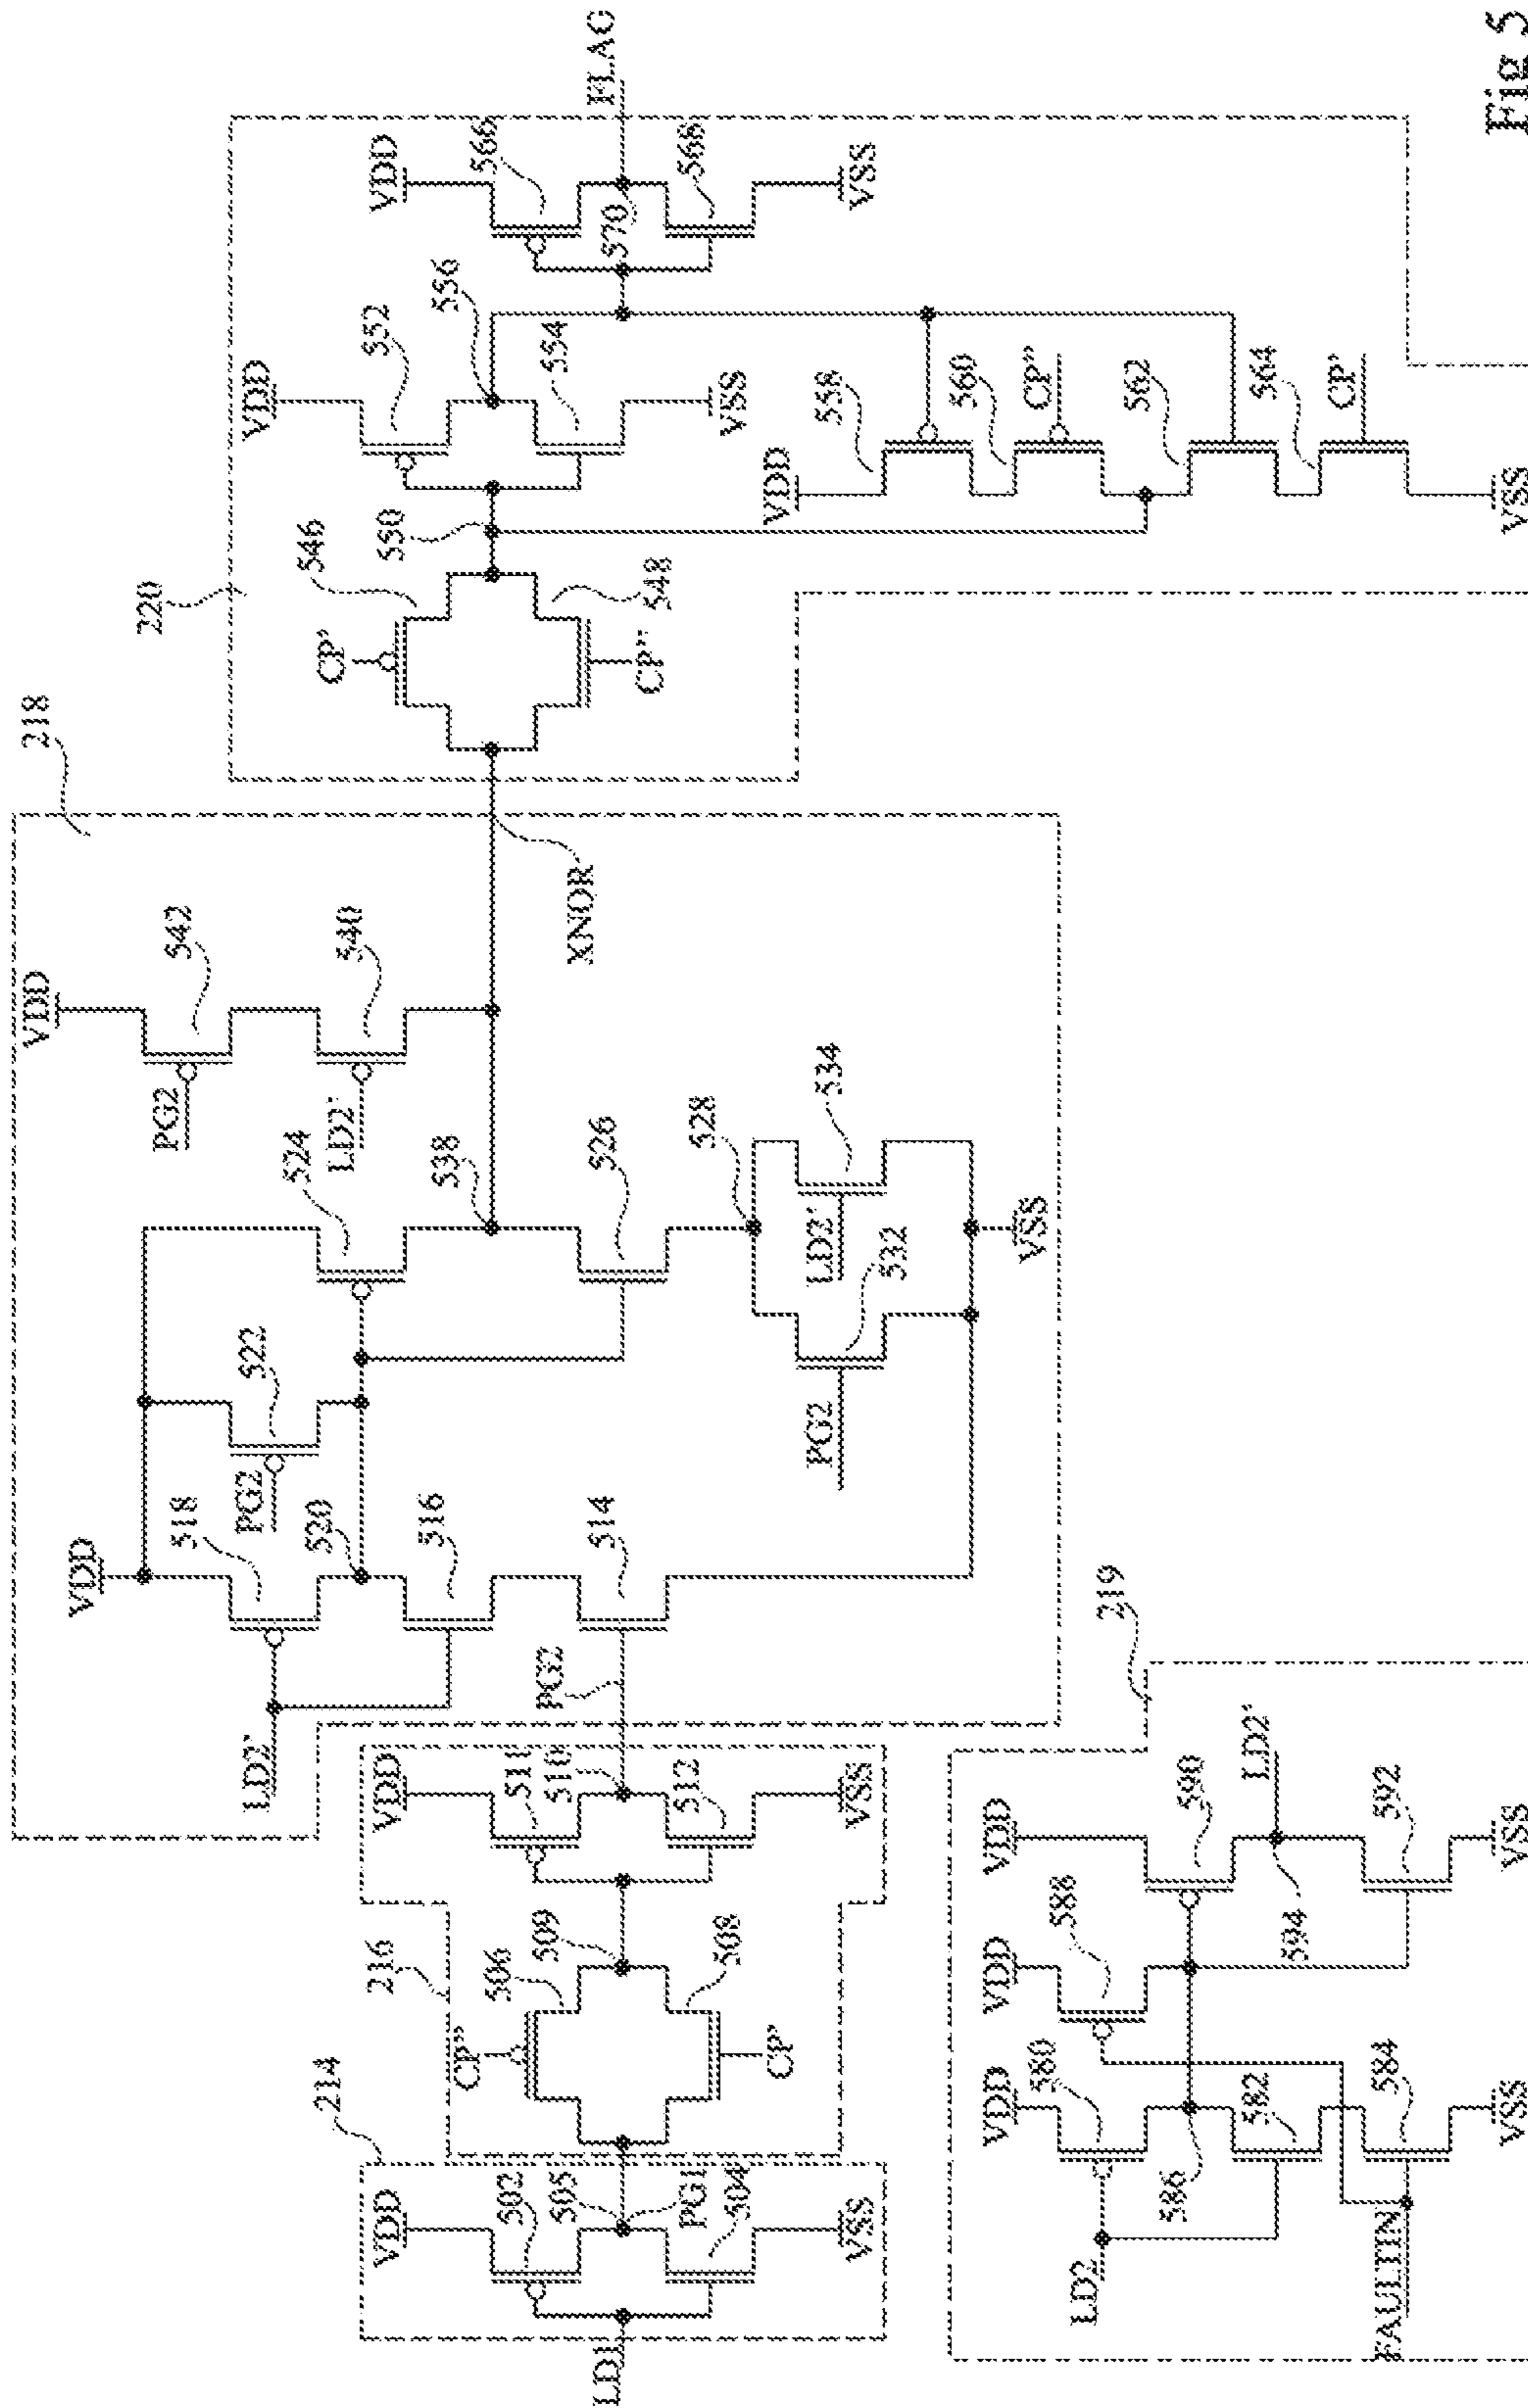 LD1
214
VDD
502
505
PG1
504
VSS
216
CP''
506
509
508
CP'
VDD
511
510
512
VSS
218
LD2'
VDD
518
PG2
522
520
516
PG2
514
524
538
526
528
PG2
LD2'
532
534
VSS
VDD
542
PG2
540
LD2'
XNOR
220
CP'
546
550
548
CP''
VDD
552
556
554
VSS
VDD
558
560
CP''
562
564
CP'
VSS
VDD
566
570
568
VSS
FLAG
219
VDD
580
LD2
586
582
584
FAULTIN
VSS
VDD
588
VDD
590
LD2'
594
592
VSS
Fig 5